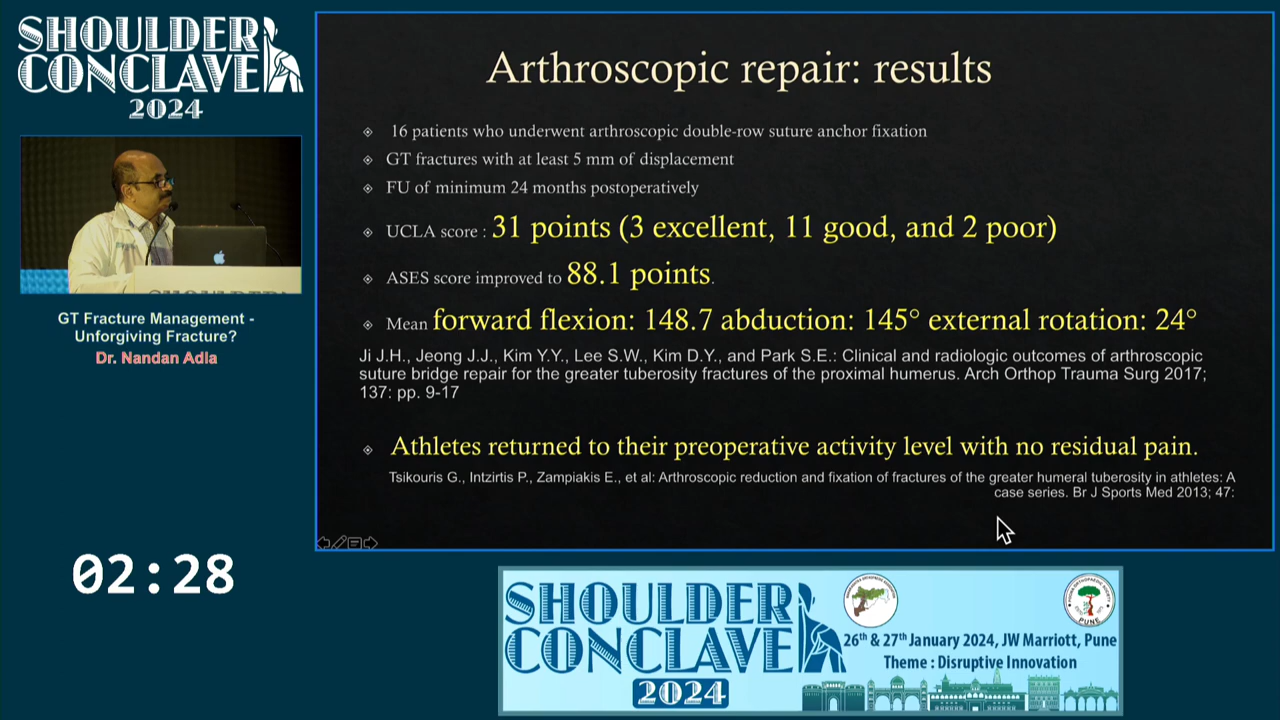 SHOULDER
CONCLAVE
2024
GT Fracture Management -
Unforgiving Fracture?
Dr. Nandan Adla
02:28
Arthroscopic repair: results
16 patients who underwent arthroscopic double-row suture anchor fixation
GT fractures with at least 5 mm of displacement
FU of minimum 24 months postoperatively
UCLA score : 31 points (3 excellent, 11 good, and 2 poor)
ASES score improved to 88.1 points.
Mean forward flexion: 148.7 abduction: 145° external rotation: 24°
Ji J.H., Jeong J.J., Kim Y.Y., Lee S.W., Kim D.Y., and Park S.E.: Clinical and radiologic outcomes of arthroscopic
suture bridge repair for the greater tuberosity fractures of the proximal humerus. Arch Orthop Trauma Surg 2017;
137: pp. 9-17
Athletes returned to their preoperative activity level with no residual pain.
Tsikouris G., Intzirtis P., Zampiakis E., et al: Arthroscopic reduction and fixation of fractures of the greater humeral tuberosity in athletes: A
case series. Br J Sports Med 2013; 47:
SHOULDER
CONCLAVE
2024
PUNE
26th & 27th January 2024, JW Marriott, Pune
Theme : Disruptive Innovation